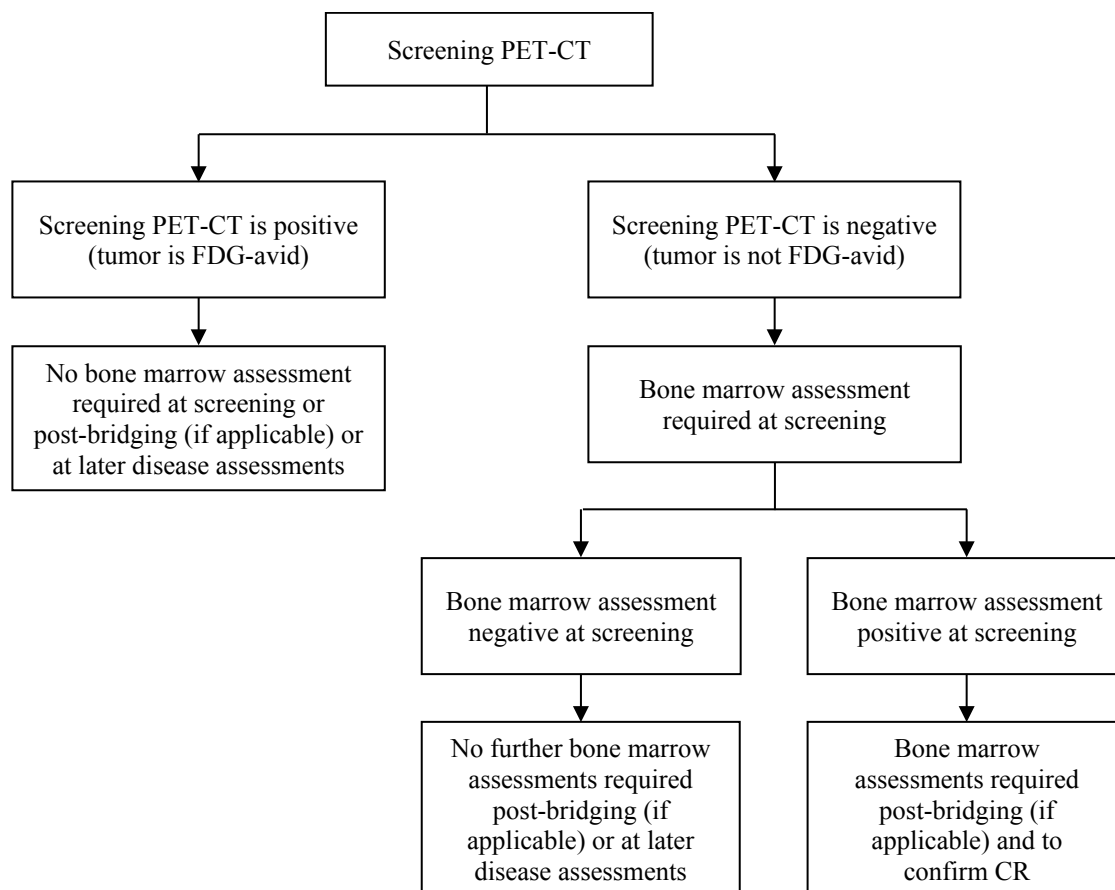 Screening PET-CT
Screening PET-CT is positive
(tumor is FDG-avid)
Screening PET-CT is negative
(tumor is not FDG-avid)
No bone marrow assessment
required at screening or
post-bridging (if applicable) or
at later disease assessments
Bone marrow assessment
required at screening
Bone marrow assessment
negative at screening
Bone marrow assessment
positive at screening
No further bone marrow
assessments required
post-bridging (if
applicable) or at later
disease assessments
Bone marrow
assessments required
post-bridging (if
applicable) and to
confirm CR